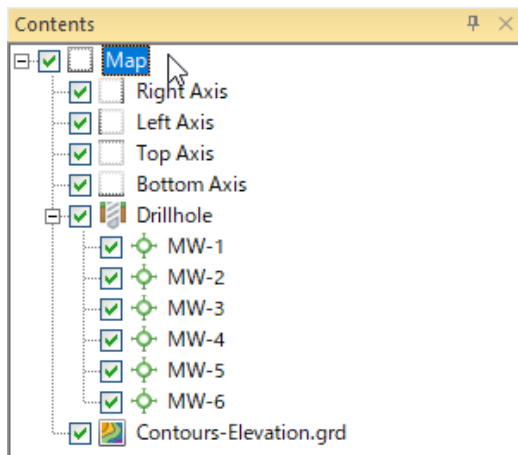 Contents
Map
Right Axis
Left Axis
Top Axis
Bottom Axis
Drillhole
MW-1
MW-2
MW-3
MW-4
MW-5
MW-6
Contours-Elevation.grd